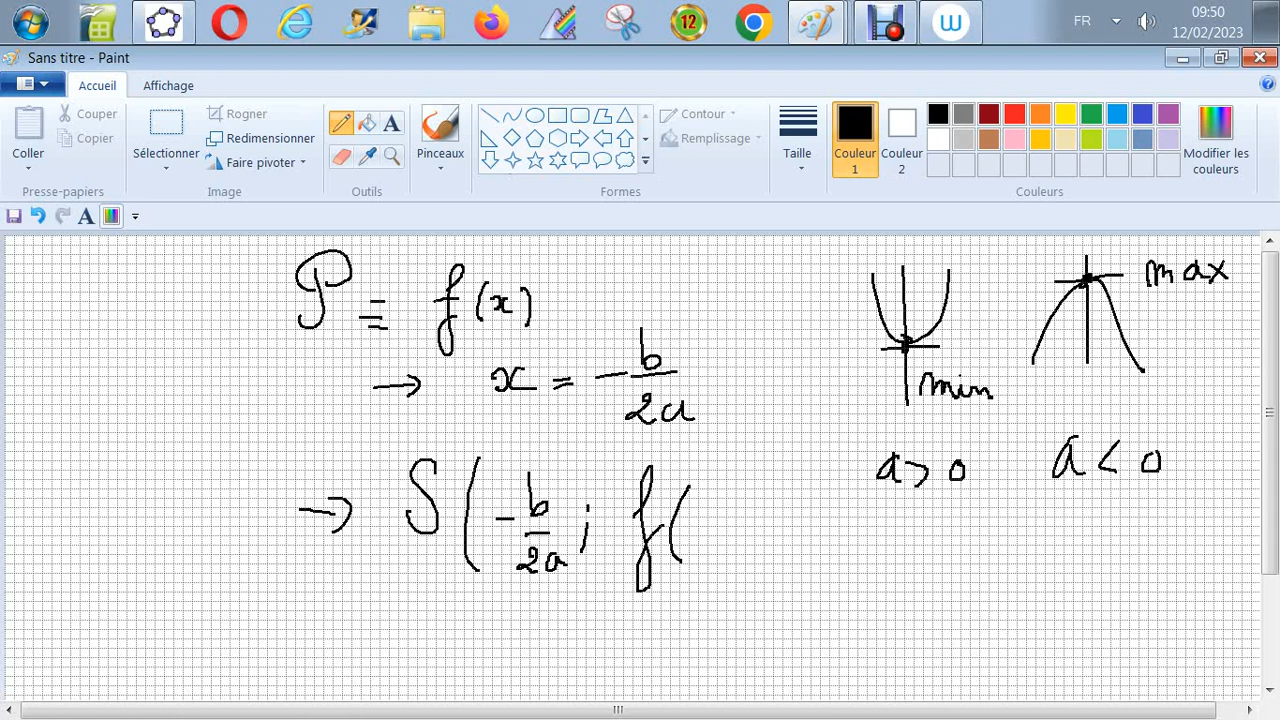 FR
09:50
12/02/2023
12
W
Sans titre - Paint
Accueil Affichage
Coller
Couper
Copier
Presse-papiers
Sélectionner
Rogner
Redimensionner
Faire pivoter
Image
A
Outils
Pinceaux
Contour
Remplissage
Formes
Taille
Couleur 1
Couleur 2
Modifier les couleurs
Couleurs
A
P = f(x)
→ x = -b/2a
→ S(-b/2a ; f(
min
max
a > 0
a < 0